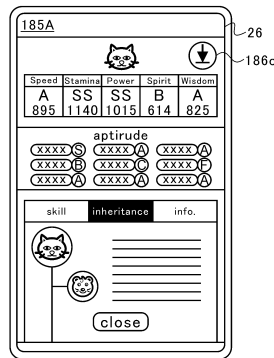 185A
26
186c
Speed Stamina Power Spirit Wisdom
A SS SS B A
895 1140 1015 614 825
aptirude
xxxx S xxxx A xxxx A
xxxx B xxxx C xxxx F
xxxx A xxxx A xxxx A
skill inheritance info.
close